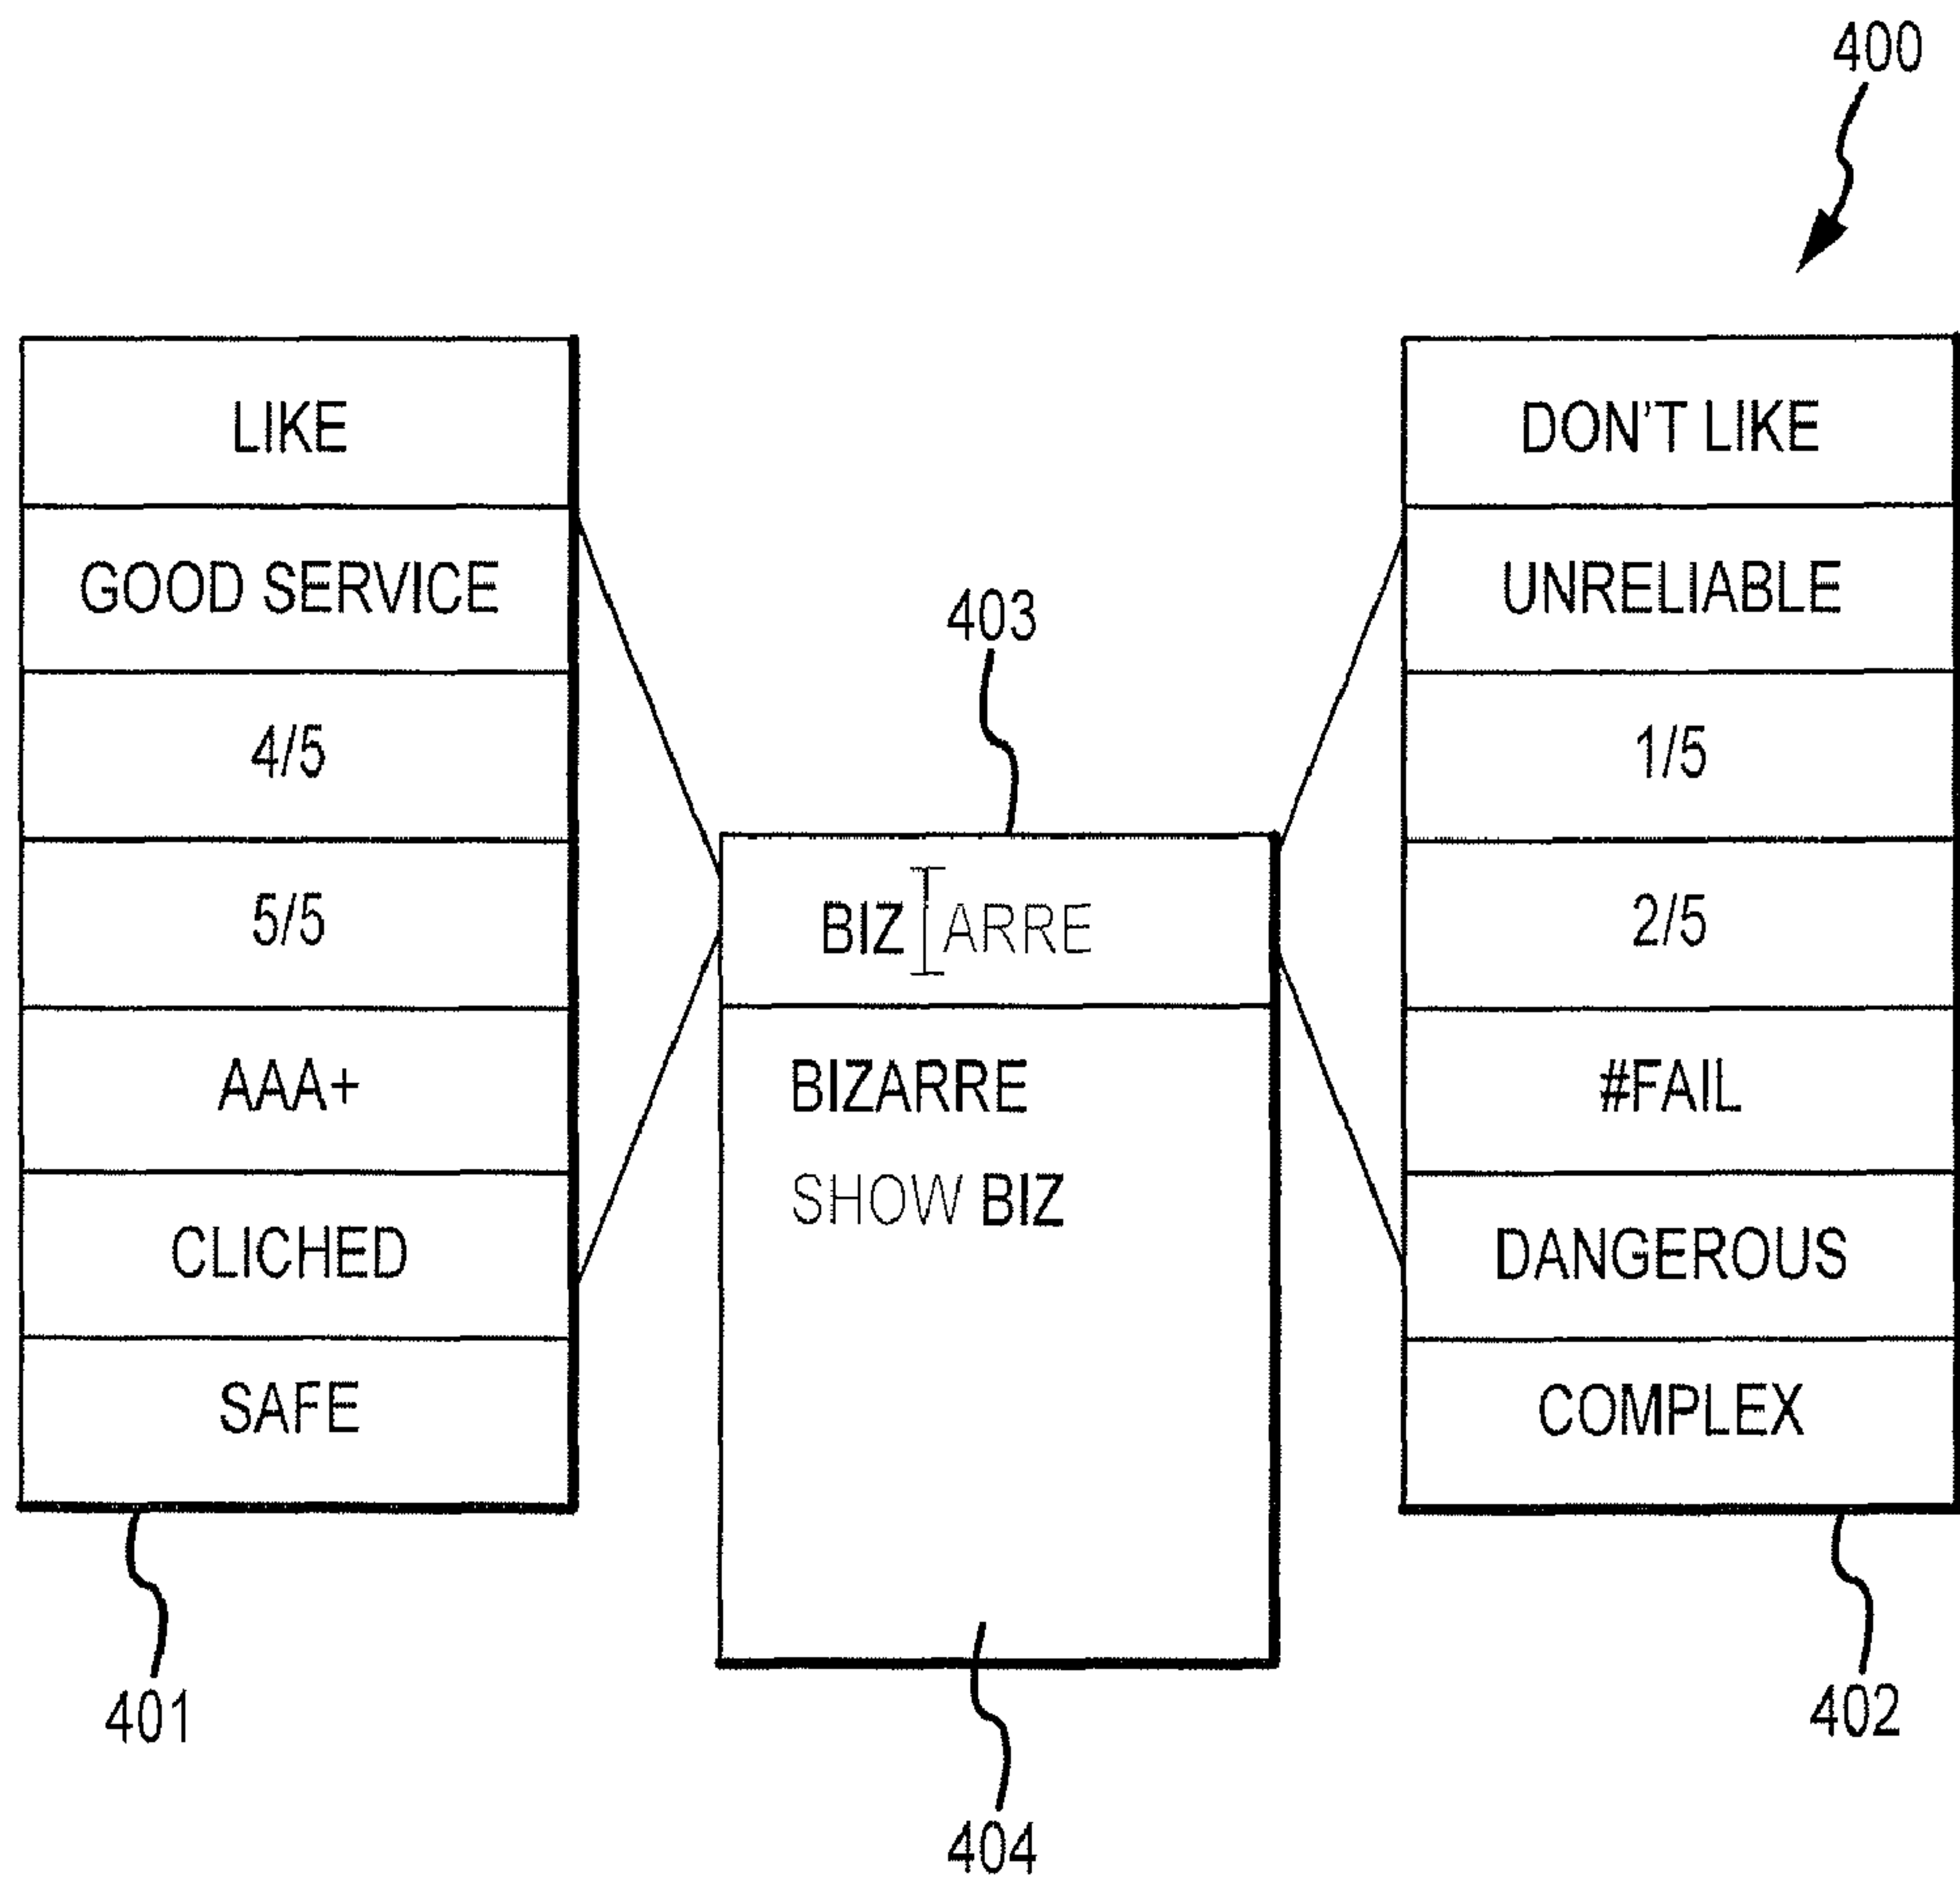 400
LIKE
GOOD SERVICE
4/5
5/5
AAA+
CLICHED
SAFE
401
403
BIZ ARRE
BIZARRE
SHOW BIZ
404
DON'T LIKE
UNRELIABLE
1/5
2/5
#FAIL
DANGEROUS
COMPLEX
402